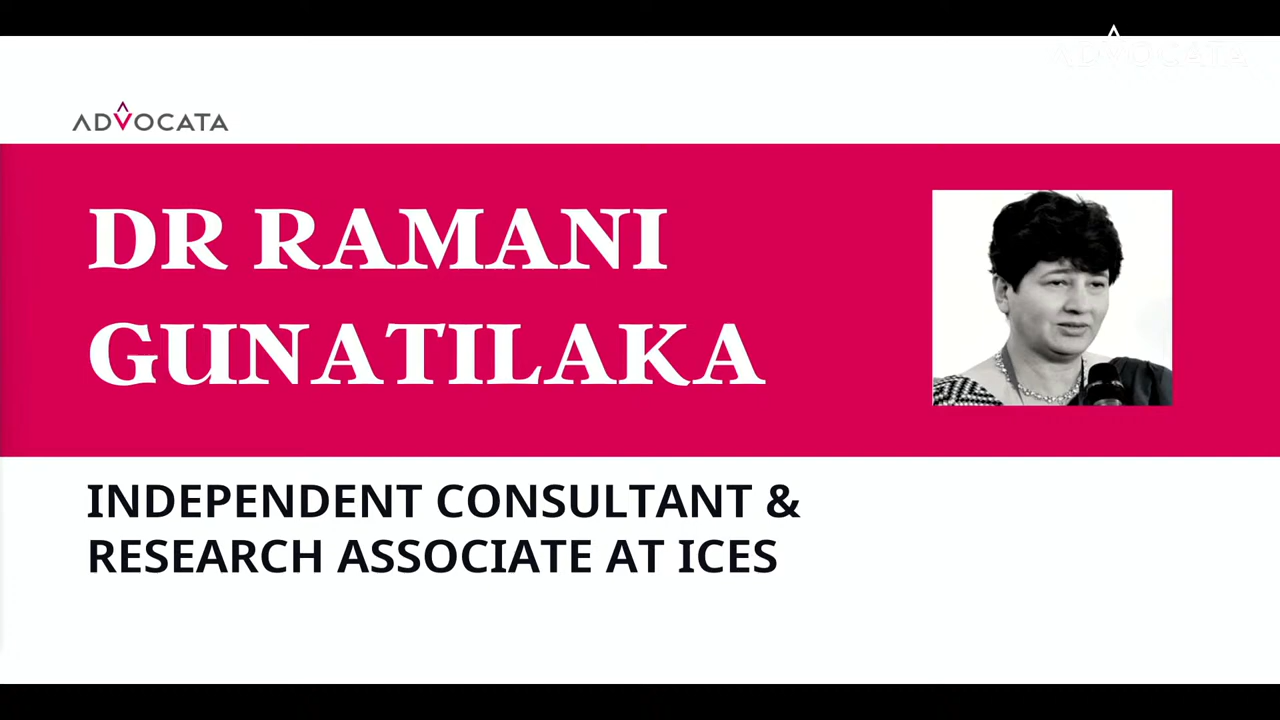 ADVOCATA
ADVOCATA
DR RAMANI
GUNATILAKA
INDEPENDENT CONSULTANT &
RESEARCH ASSOCIATE AT ICES